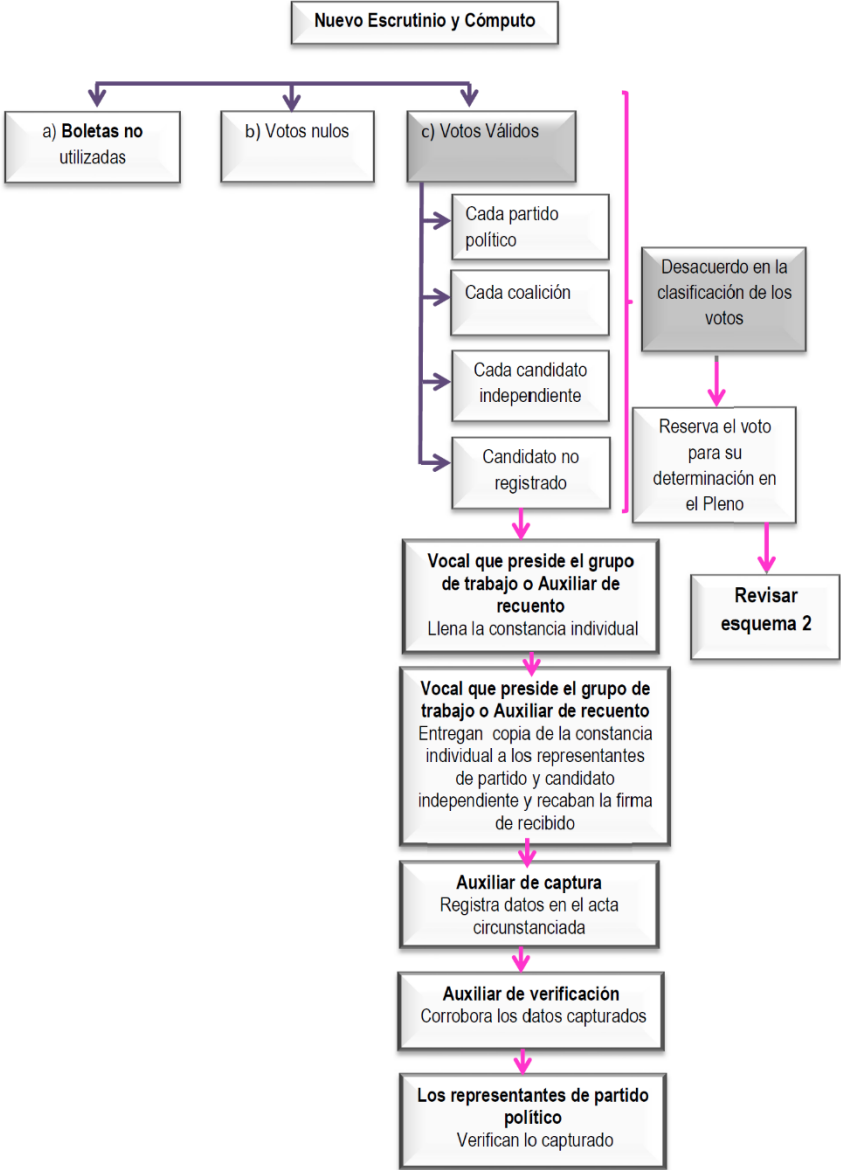 Nuevo Escrutinio y Cómputo
a) Boletas no
utilizadas
b) Votos nulos
c) Votos Válidos
Cada partido
político
Cada coalición
Cada candidato
independiente
Candidato no
registrado
Desacuerdo en la
clasificación de los
votos
Reserva el voto
para su
determinación en
el Pleno
Revisar
esquema 2
Vocal que preside el grupo
de trabajo o Auxiliar de
recuento
Llena la constancia individual
Vocal que preside el grupo de
trabajo o Auxiliar de recuento
Entregan copia de la constancia
individual a los representantes
de partido y candidato
independiente y recaban la firma
de recibido
Auxiliar de captura
Registra datos en el acta
circunstanciada
Auxiliar de verificación
Corrobora los datos capturados
Los representantes de partido
político
Verifican lo capturado